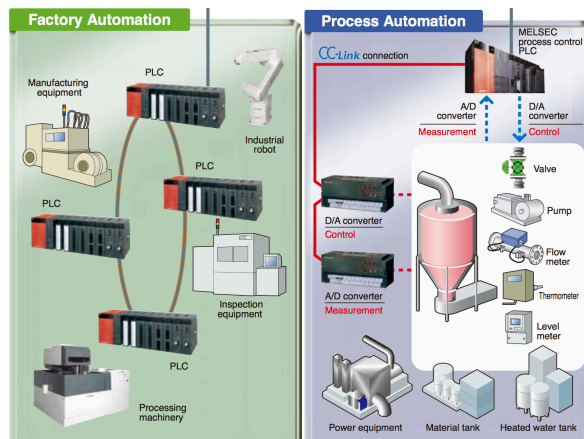 Factory Automation
PLC
Manufacturing
equipment
Industrial
robot
PLC
PLC
Inspection
equipment
PLC
Processing
machinery
Process Automation
CC-Link connection
MELSEC
process control
PLC
A/D
converter
Measurement
D/A
converter
Control
Valve
Pump
D/A converter
Control
Flow
meter
A/D converter
Measurement
Thermometer
Level
meter
Power equipment
Material tank
Heated water tank